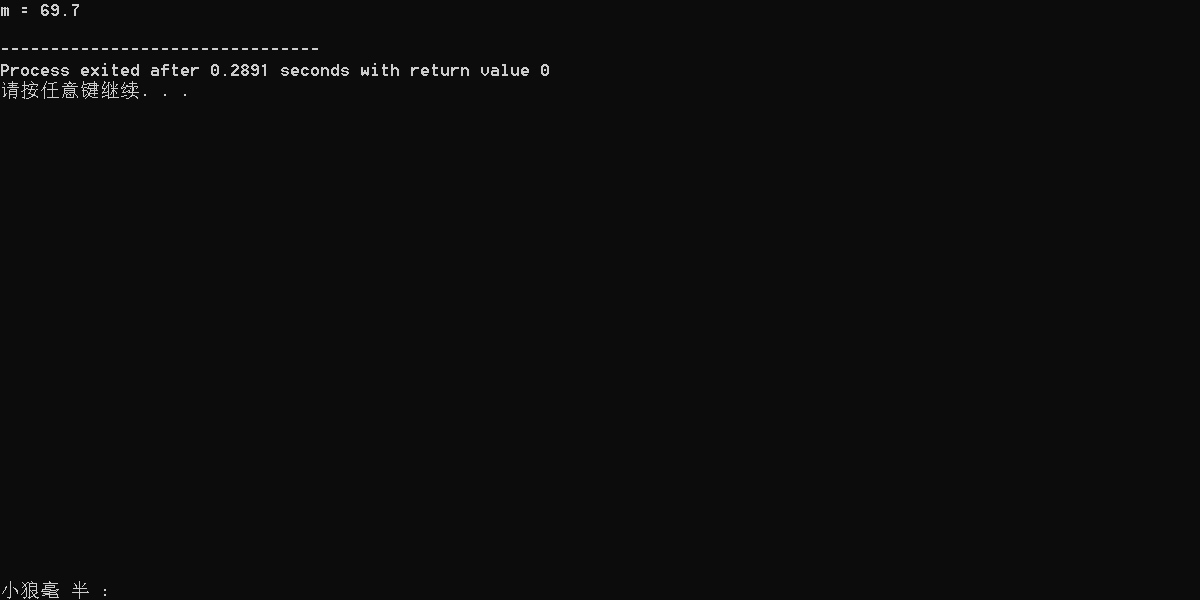 m = 69.7
--------------------------------
Process exited after 0.2891 seconds with return value 0
请按任意键继续. . .
小狼毫 半 :